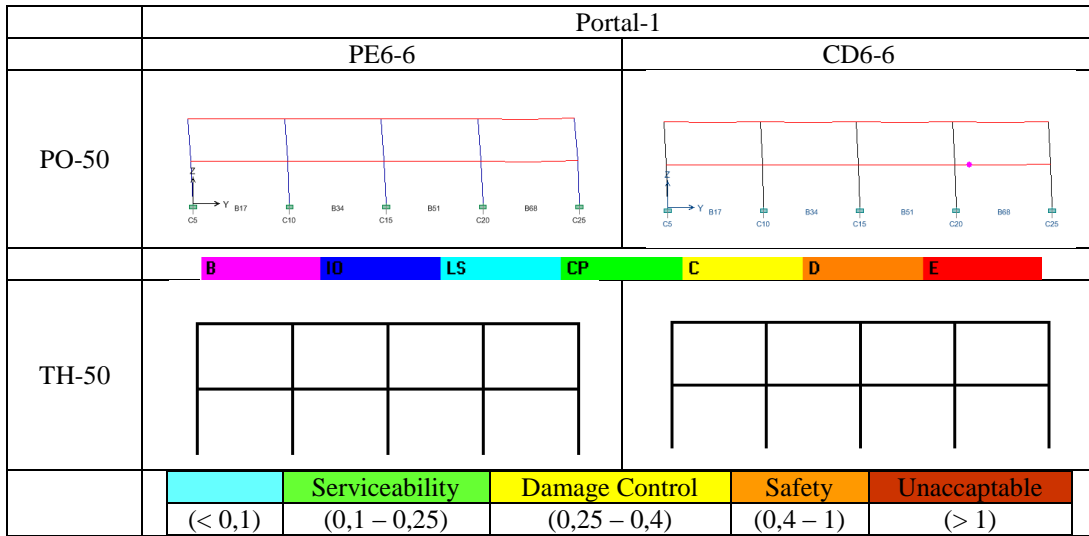 Portal-1
PE6-6 CD6-6
PO-50
Z
Y
C5 B17 C10 B34 C15 B51 C20 B68 C25
Z
Y
C5 B17 C10 B34 C15 B51 C20 B68 C25
B IO LS CP C D E
TH-50
Serviceability Damage Control Safety Unaccaptable
(< 0,1) (0,1 – 0,25) (0,25 – 0,4) (0,4 – 1) (> 1)